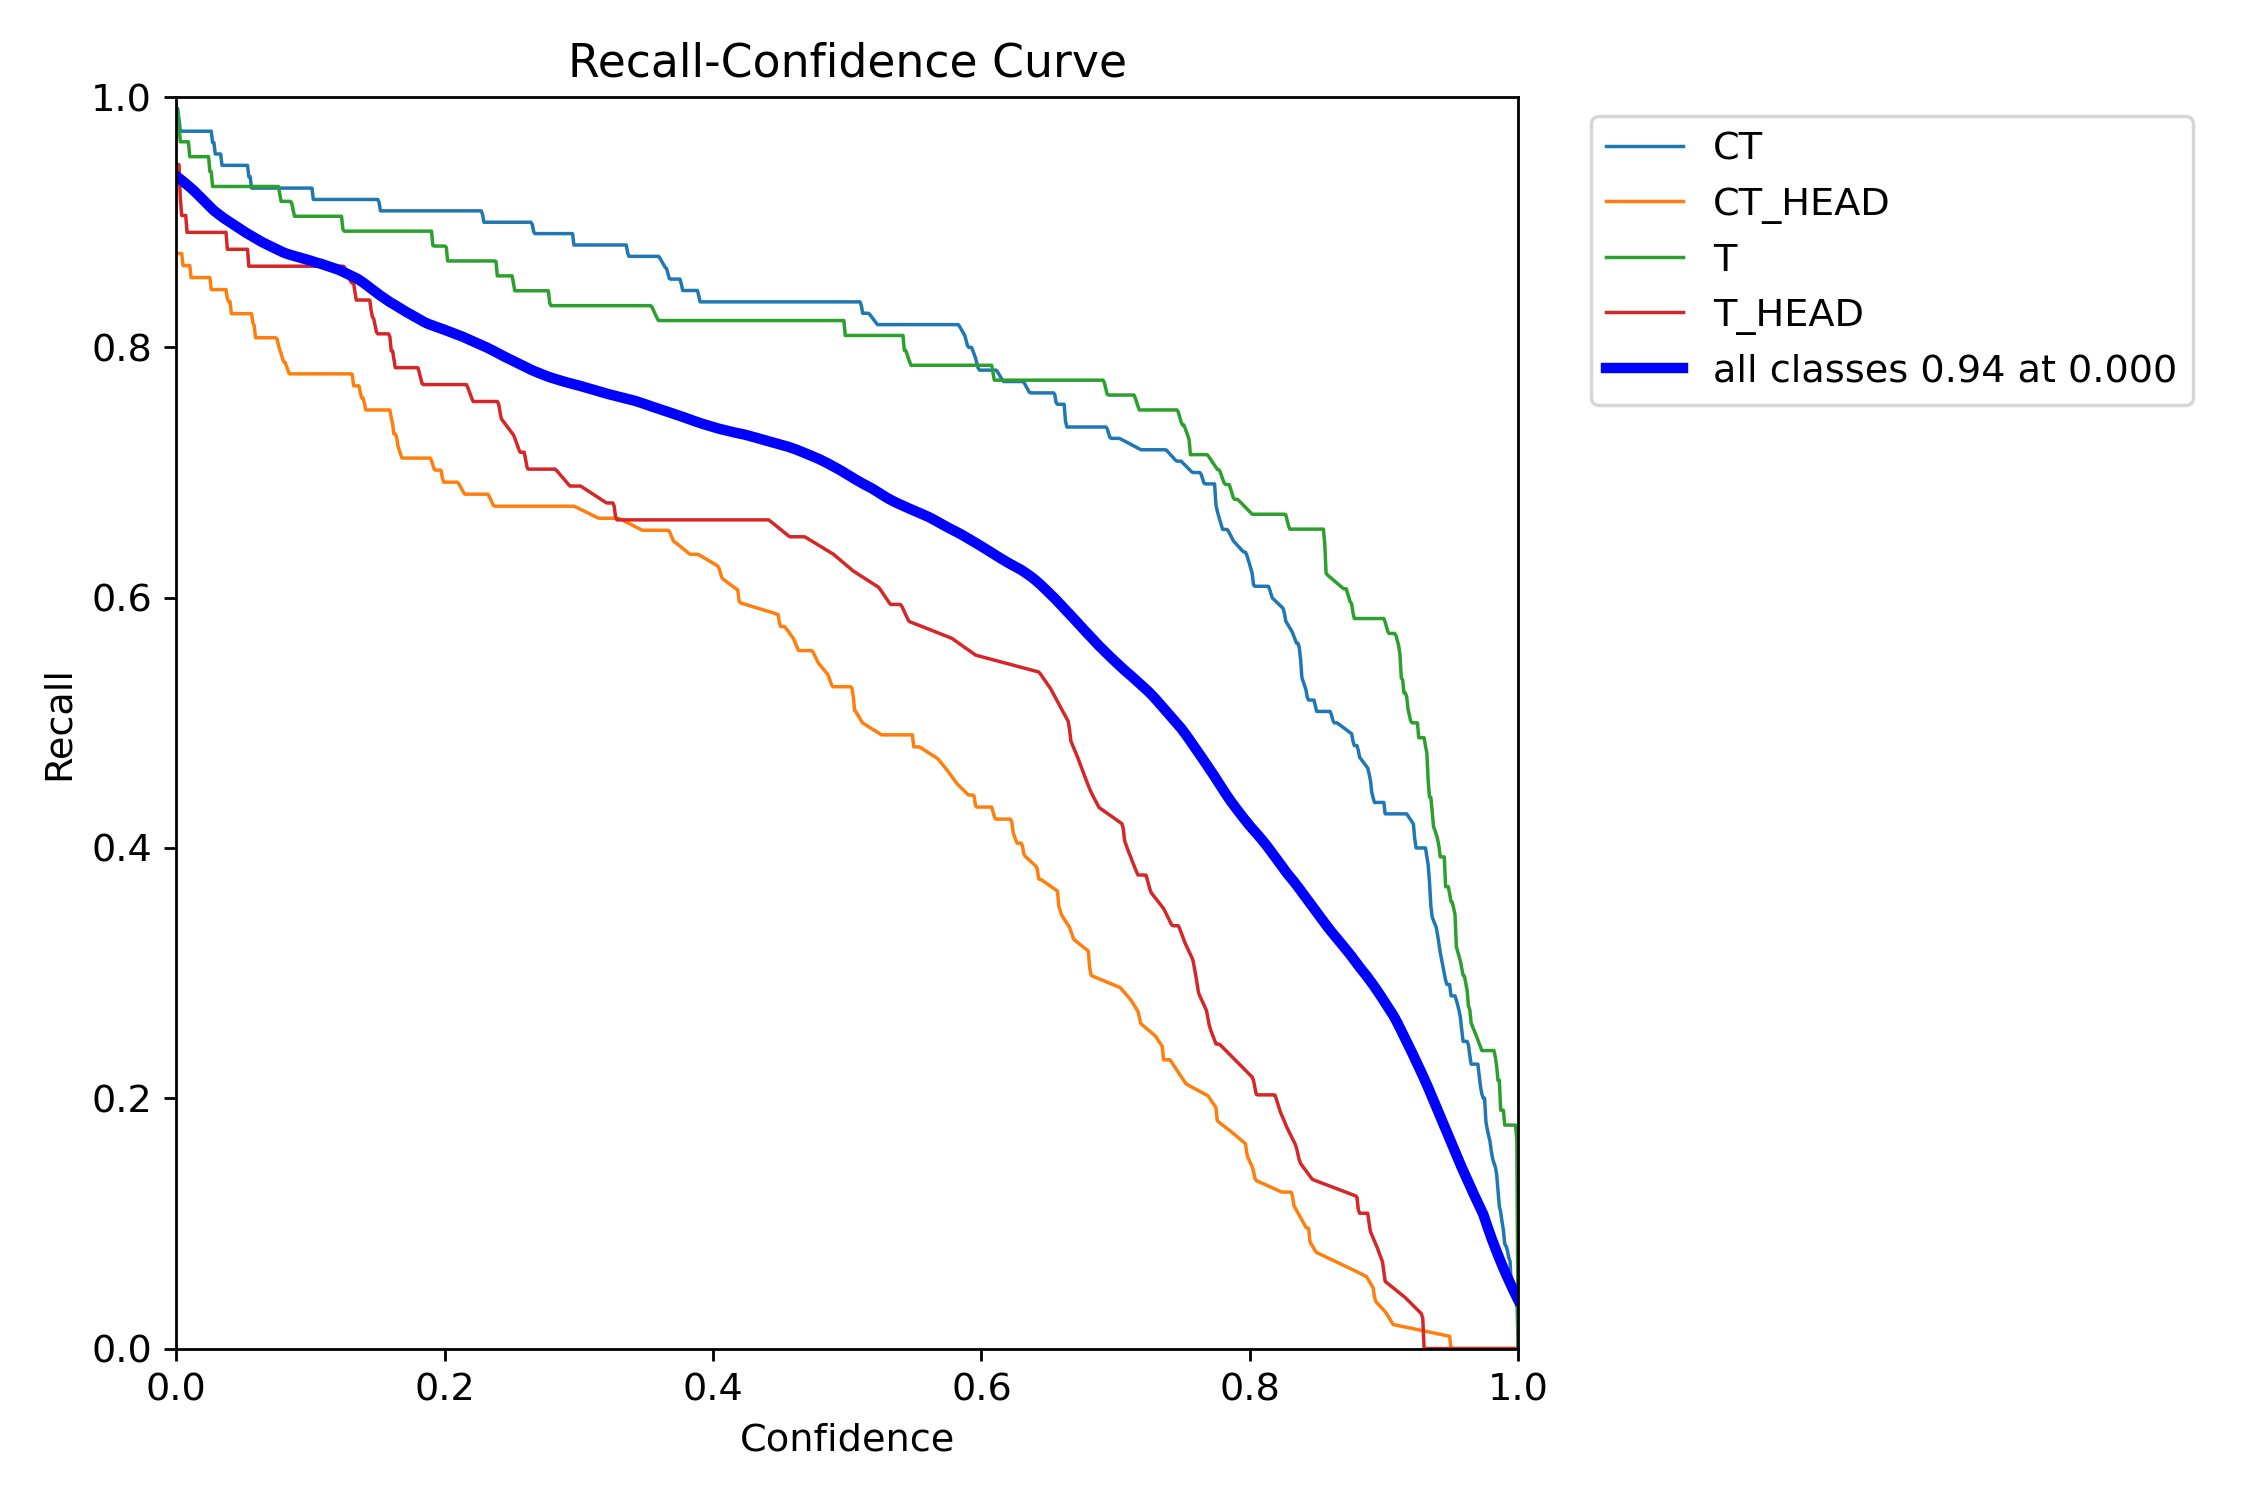 Recall-Confidence Curve
1.0
0.8
0.6
0.4
0.2
0.0
Recall
0.0 0.2 0.4 0.6 0.8 1.0
Confidence
CT
CT_HEAD
T
T_HEAD
all classes 0.94 at 0.000